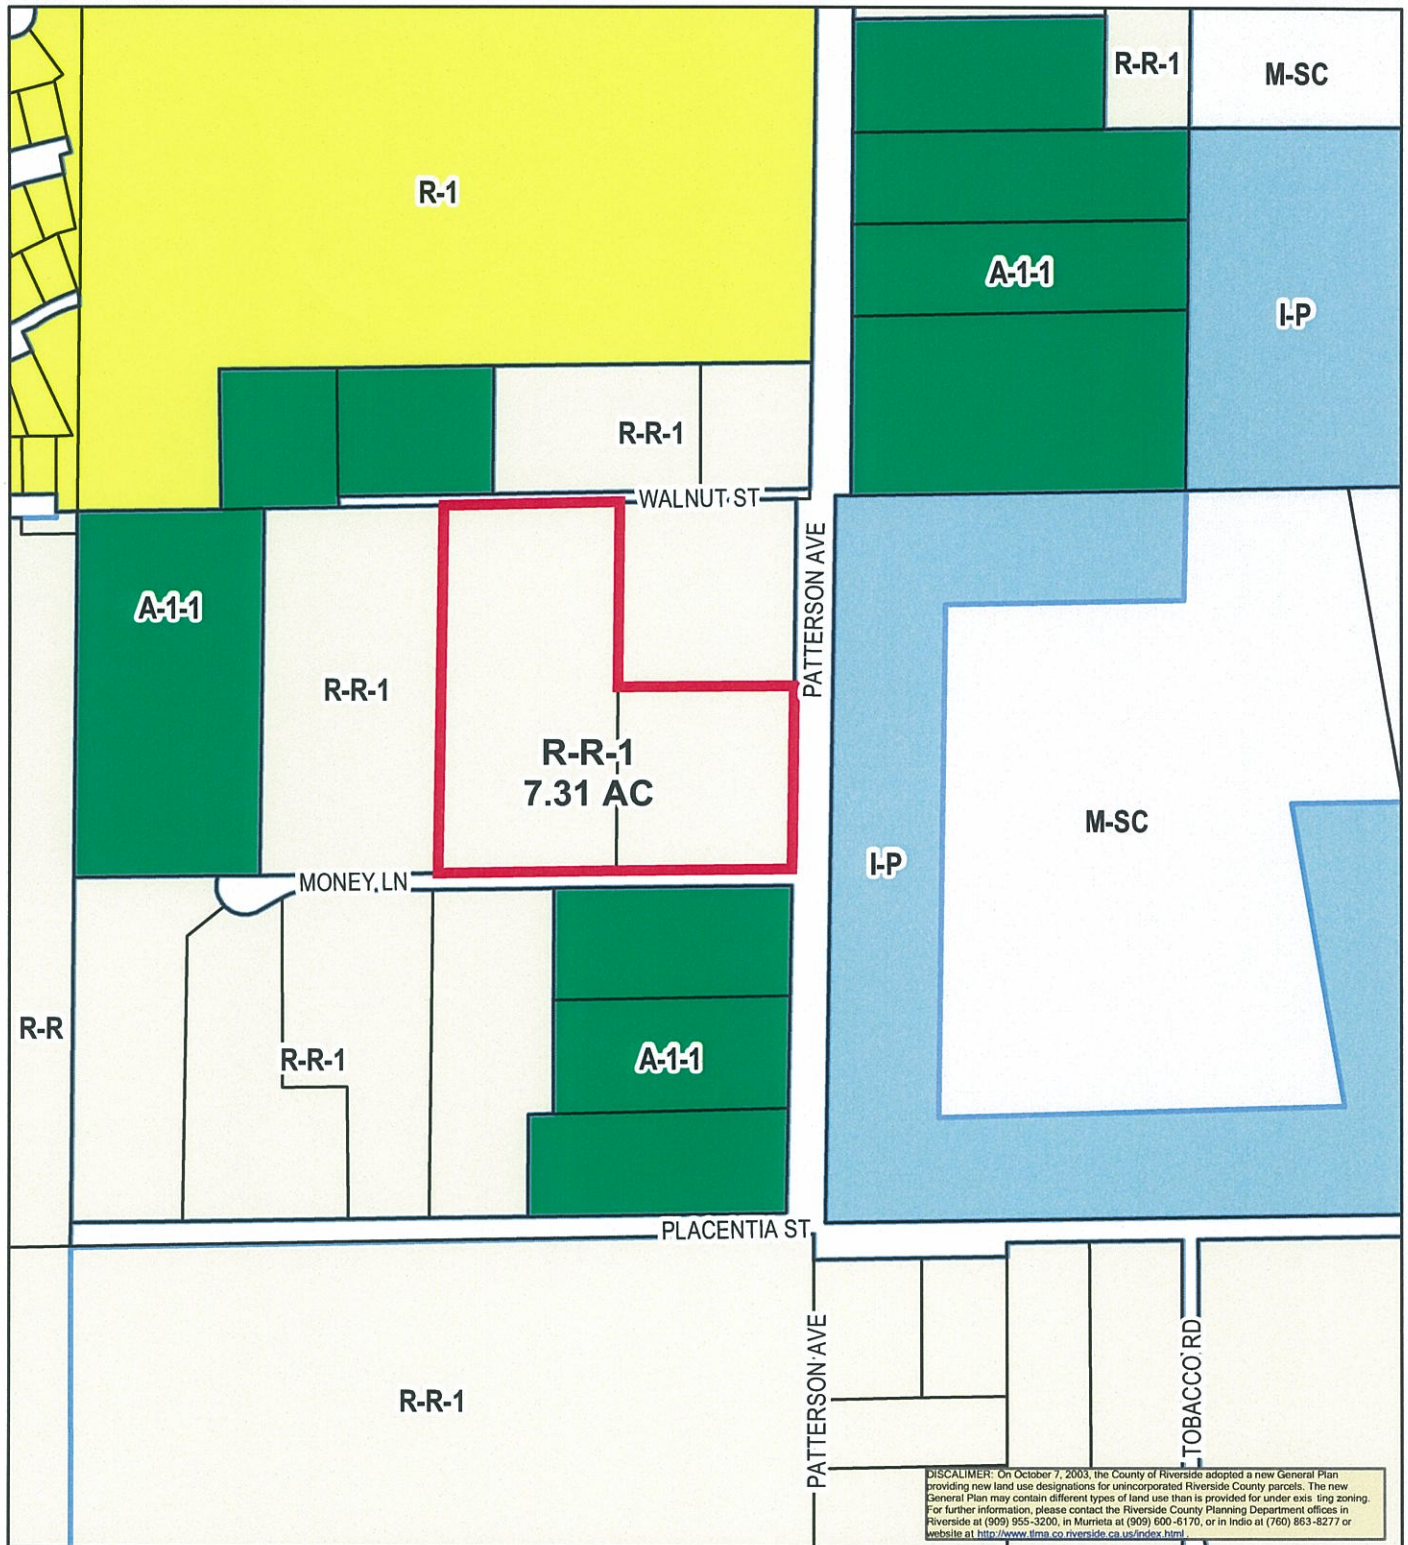 R-R-1
M-SC
R-1
A-1-1
I-P
R-R-1
WALNUT ST
PATTERSON AVE
A-1-1
R-R-1
R-R-1
7.31 AC
M-SC
I-P
MONEY LN
R-R
R-R-1
A-1-1
PLACENTIA ST
PATTERSON AVE
TOBACCO RD
R-R-1
DISCALIMER: On October 7, 2003, the County of Riverside adopted a new General Plan
providing new land use designations for unincorporated Riverside County parcels. The new
General Plan may contain different types of land use than is provided for under exis ting zoning.
For further information, please contact the Riverside County Planning Department offices in
Riverside at (909) 955-3200, in Murrieta at (909) 600-6170, or in Indio at (760) 863-8277 or
website at http://www.tlma.co.riverside.ca.us/index.html .